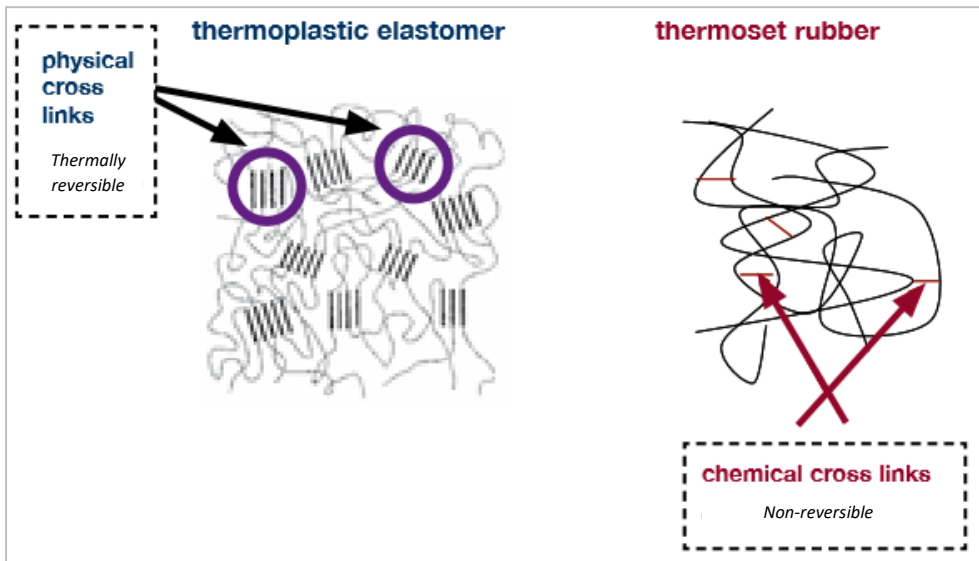 thermoplastic elastomer
thermoset rubber
physical
cross
links
Thermally
reversible
chemical cross links
Non-reversible